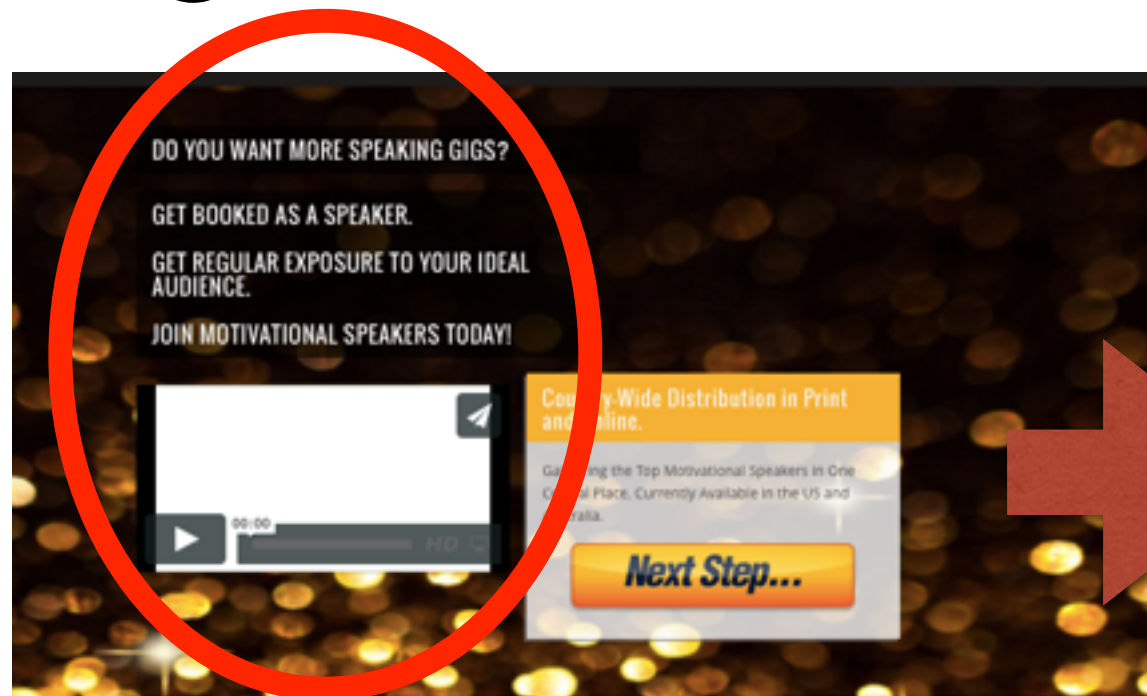 DO YOU WANT MORE SPEAKING GIGS?
GET BOOKED AS A SPEAKER.
GET REGULAR EXPOSURE TO YOUR IDEAL
AUDIENCE.
JOIN MOTIVATIONAL SPEAKERS TODAY!
00:00
HD
-Wide Distribution in Print
and
ing the Top Motivational Speakers in One
Place. Currently Available in the US and
Next Step...